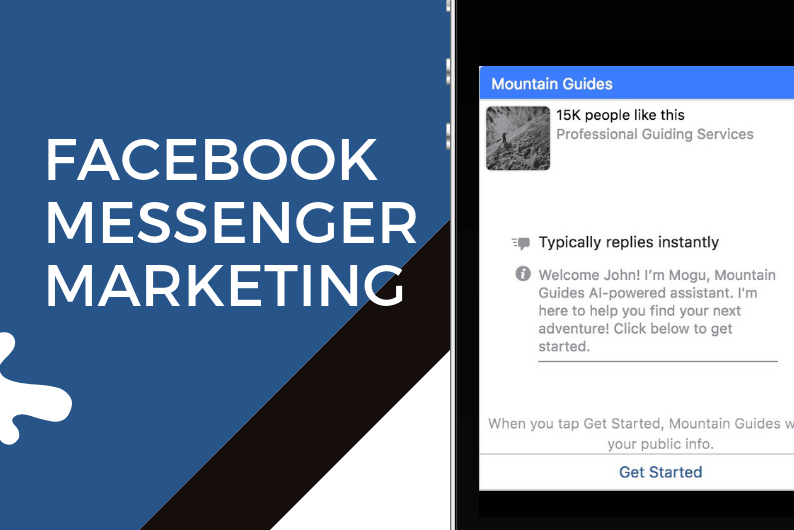 FACEBOOK
MESSENGER
MARKETING
Mountain Guides
15K people like this
Professional Guiding Services
Typically replies instantly
Welcome John! I'm Mogu, Mountain
Guides AI-powered assistant. I'm
here to help you find your next
adventure! Click below to get
started.
When you tap Get Started, Mountain Guides
your public info.
Get Started